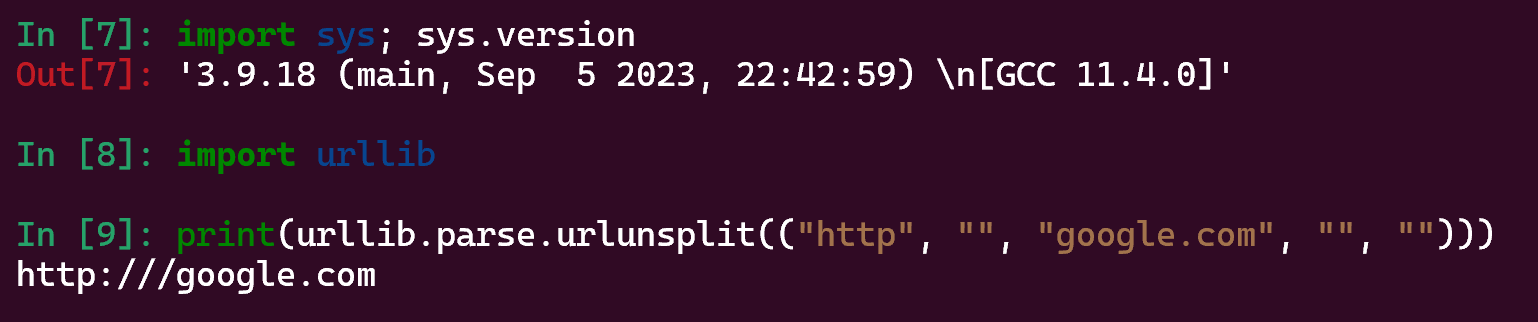 In [7]: import sys; sys.version
Out[7]: '3.9.18 (main, Sep  5 2023, 22:42:59) \n[GCC 11.4.0]'
In [8]: import urllib
In [9]: print(urllib.parse.urlunsplit(("http", "", "google.com", "", "")))
http:///google.com